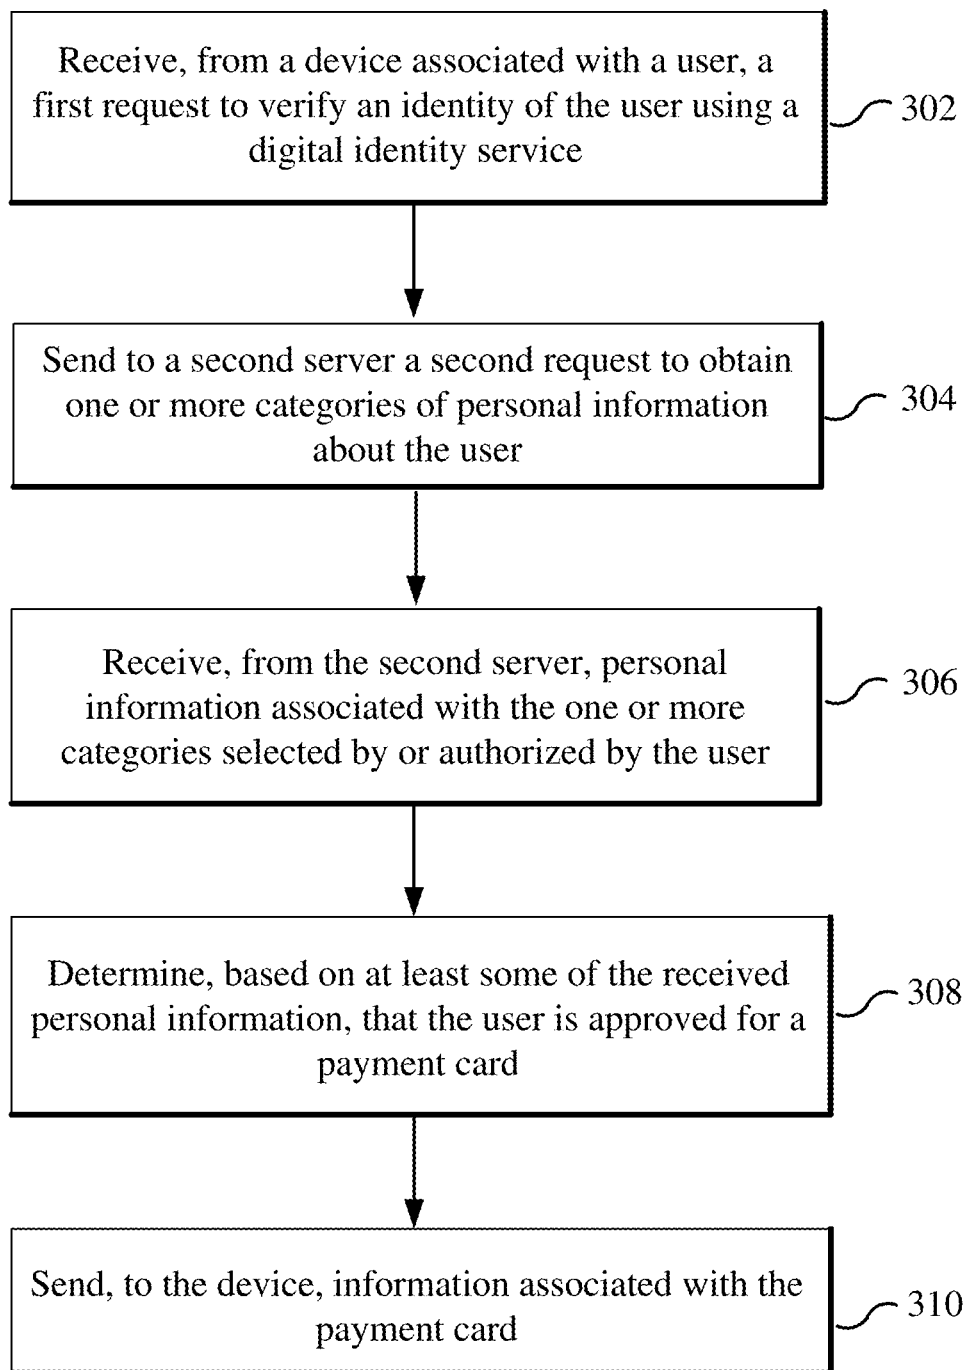 Receive, from a device associated with a user, a
first request to verify an identity of the user using a
digital identity service
302
Send to a second server a second request to obtain
one or more categories of personal information
about the user
304
Receive, from the second server, personal
information associated with the one or more
categories selected by or authorized by the user
306
Determine, based on at least some of the received
personal information, that the user is approved for a
payment card
308
Send, to the device, information associated with the
payment card
310